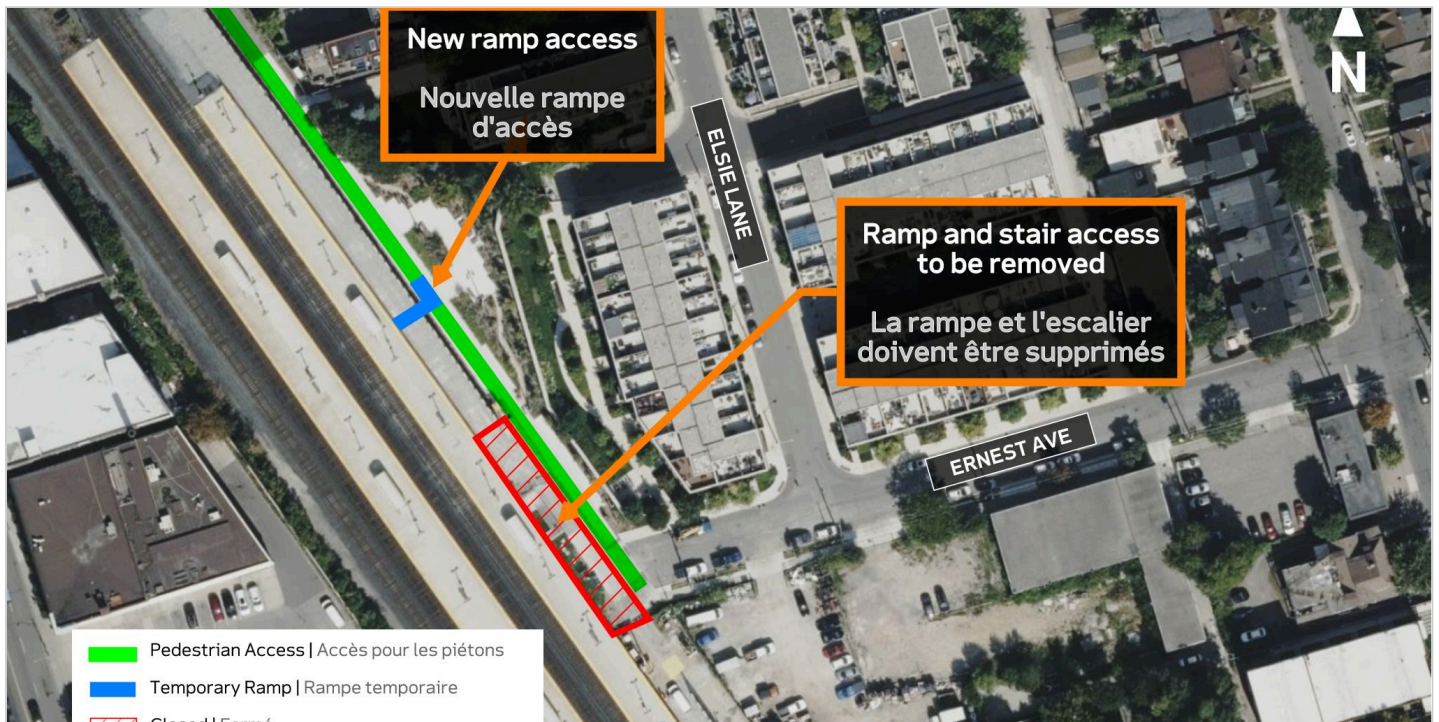 New ramp access
Nouvelle rampe
d'accès
N
ELSIE LANE
Ramp and stair access
to be removed
La rampe et l'escalier
doivent être supprimés
ERNEST AVE
Pedestrian Access | Accès pour les piétons
Temporary Ramp | Rampe temporaire
Closed | Fermé